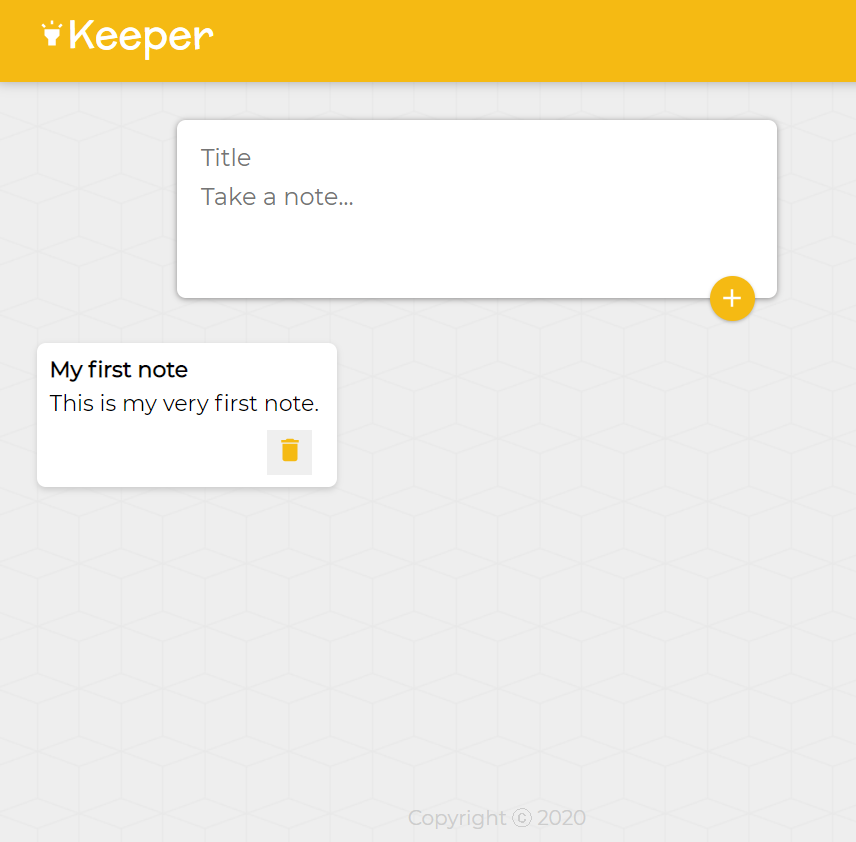 Keeper
Title
Take a note...
My first note
This is my very first note.
Copyright ⓒ 2020